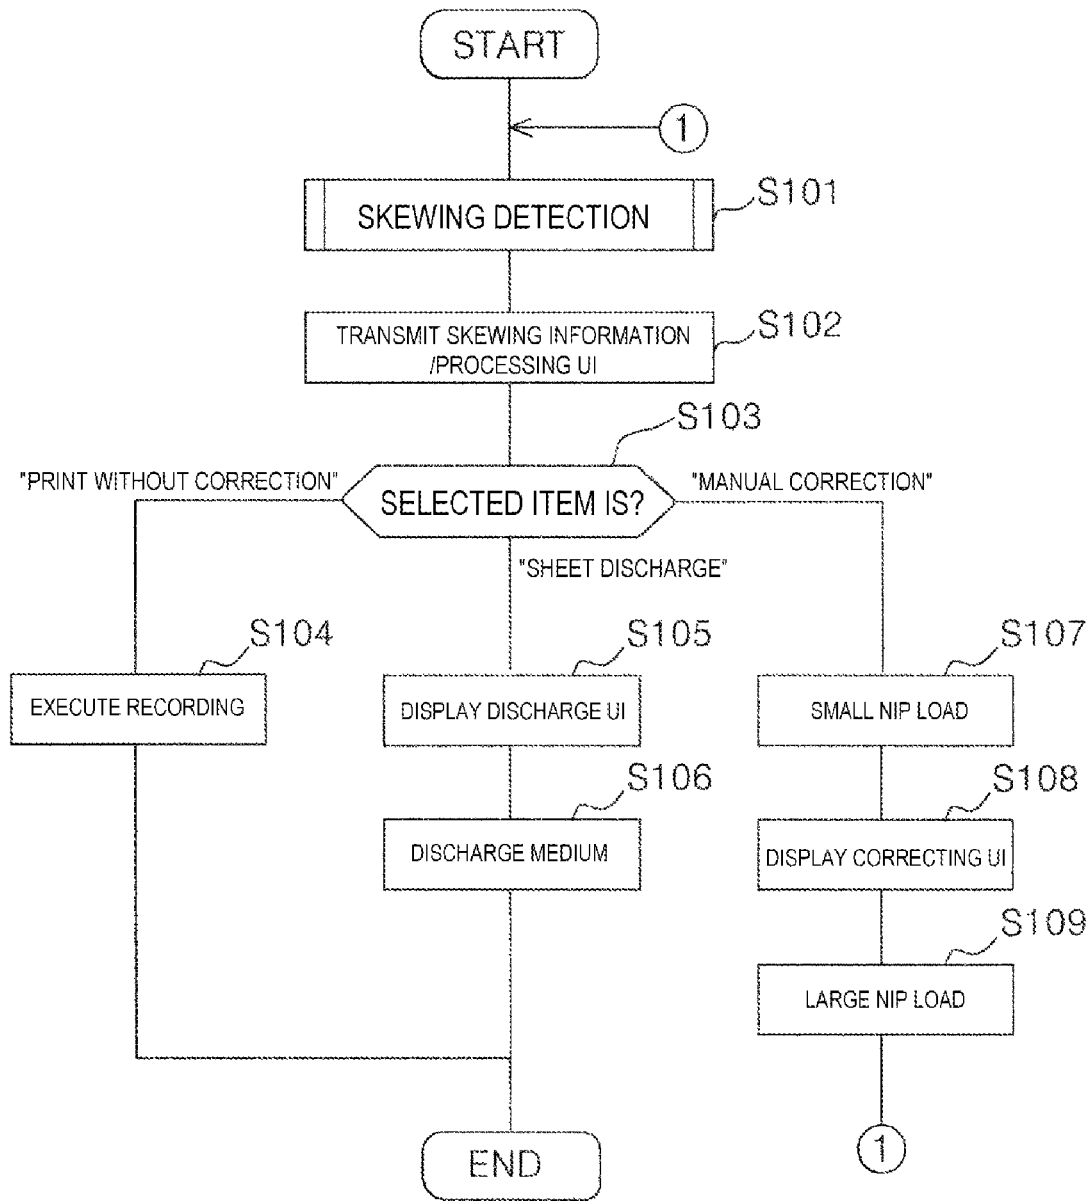 START
1
SKEWING DETECTION
S101
TRANSMIT SKEWING INFORMATION
/PROCESSING UI
S102
S103
SELECTED ITEM IS?
"PRINT WITHOUT CORRECTION"
"MANUAL CORRECTION"
"SHEET DISCHARGE"
S104
EXECUTE RECORDING
S105
DISPLAY DISCHARGE UI
S106
DISCHARGE MEDIUM
S107
SMALL NIP LOAD
S108
DISPLAY CORRECTING UI
S109
LARGE NIP LOAD
1
END